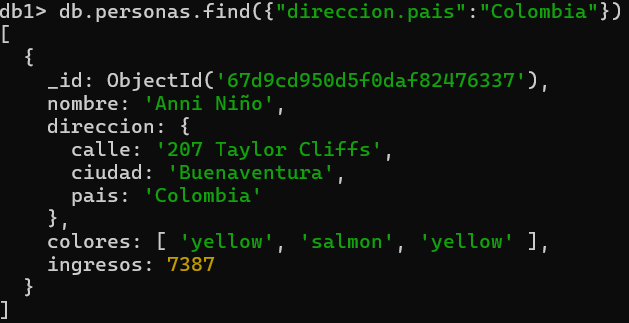 db1> db.personas.find({"direccion.pais":"Colombia"})
[
  {
    _id: ObjectId('67d9cd950d5f0daf82476337'),
    nombre: 'Anni Niño',
    direccion: {
      calle: '207 Taylor Cliffs',
      ciudad: 'Buenaventura',
      pais: 'Colombia'
    },
    colores: [ 'yellow', 'salmon', 'yellow' ],
    ingresos: 7387
  }
]